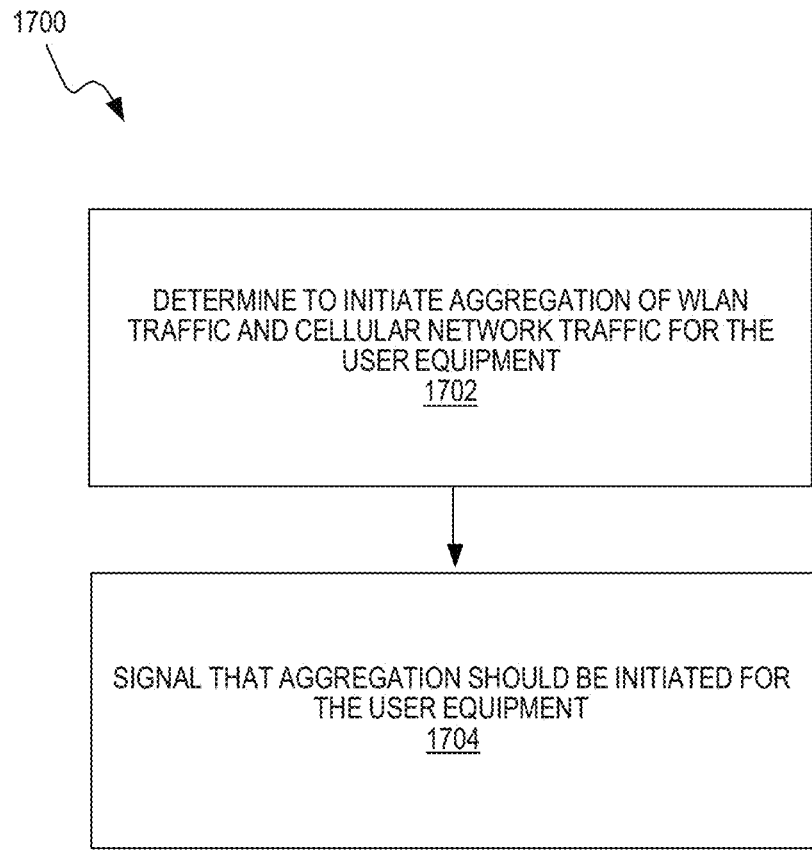 1700
DETERMINE TO INITIATE AGGREGATION OF WLAN
TRAFFIC AND CELLULAR NETWORK TRAFFIC FOR THE
USER EQUIPMENT
1702
SIGNAL THAT AGGREGATION SHOULD BE INITIATED FOR
THE USER EQUIPMENT
1704